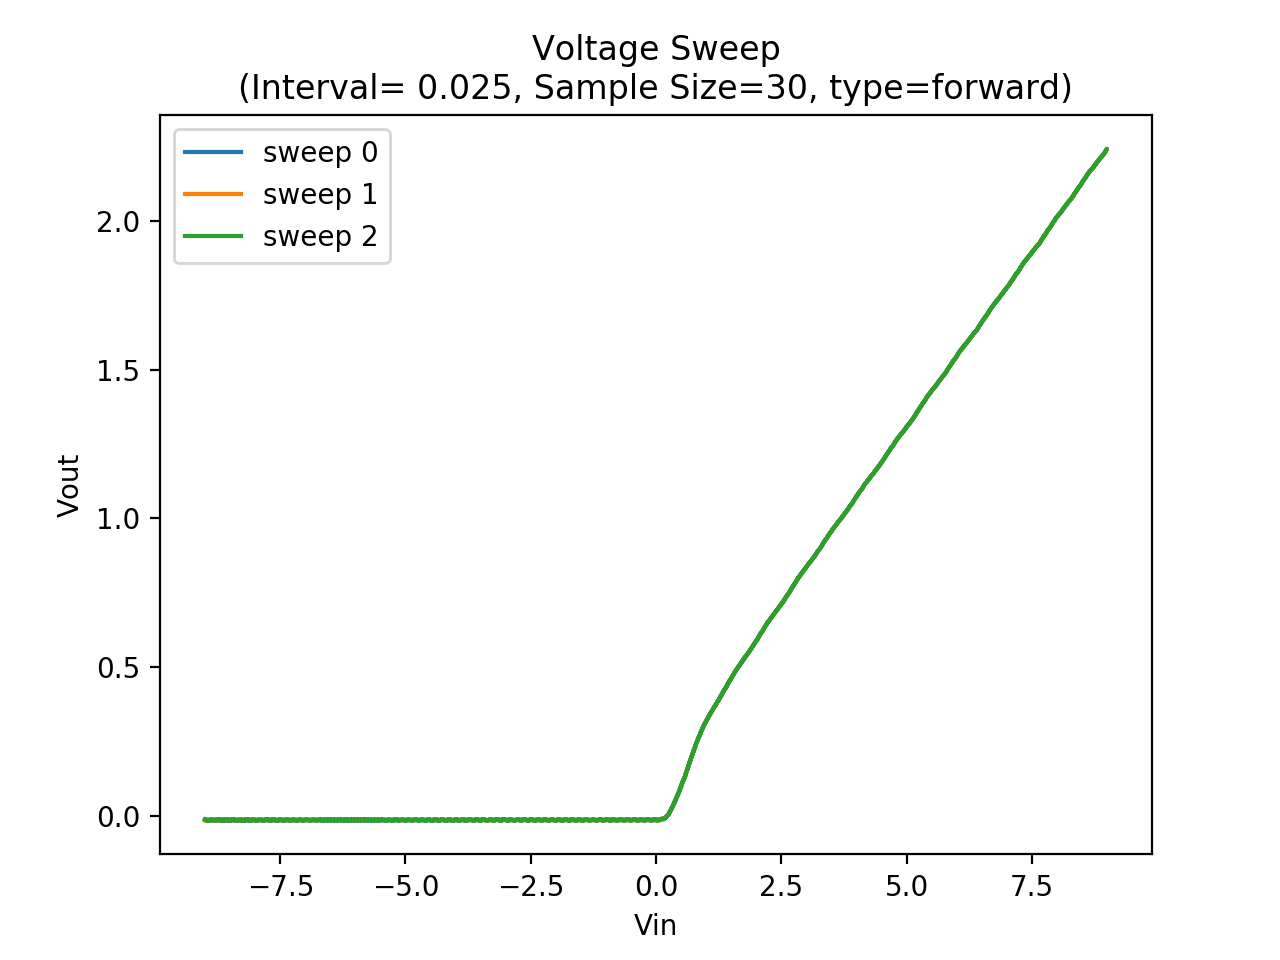 Voltage Sweep
(Interval= 0.025, Sample Size=30, type=forward)
sweep 0
sweep 1
sweep 2
2.0
1.5
1.0
0.5
0.0
Vout
−7.5 −5.0 −2.5 0.0 2.5 5.0 7.5
Vin